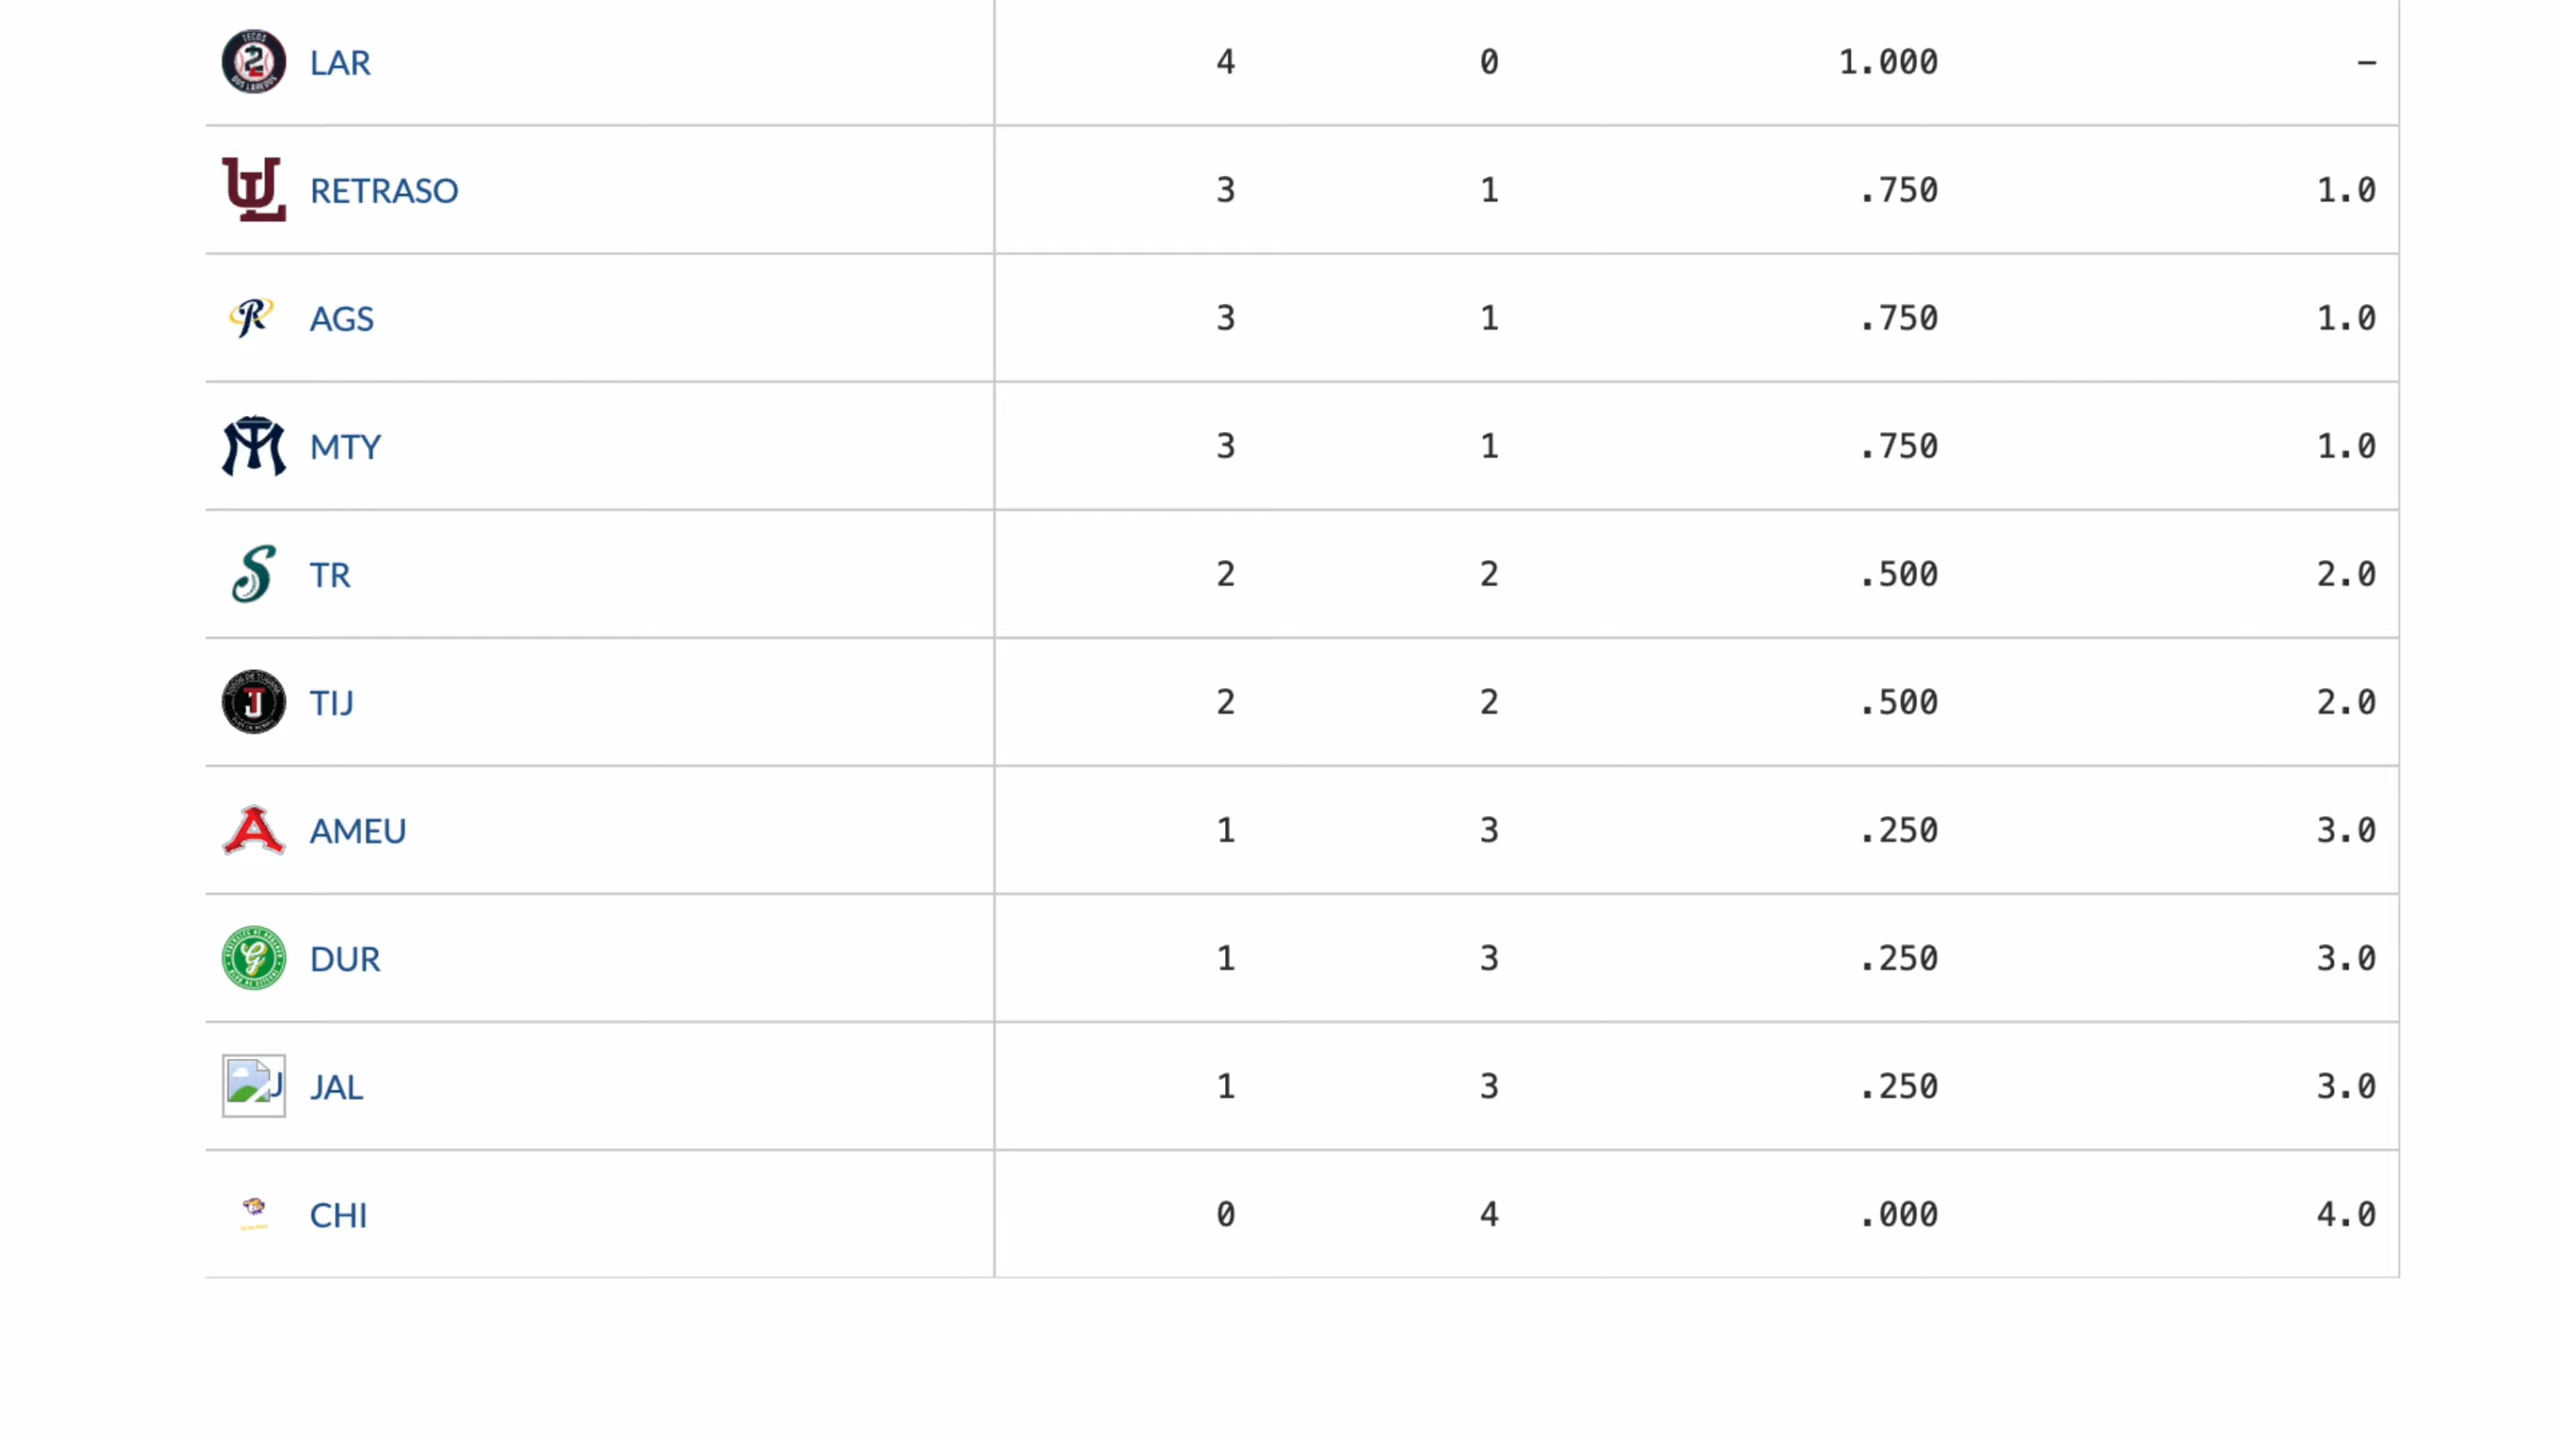 LAR 4 0 1.000 –
RETRASO 3 1 .750 1.0
AGS 3 1 .750 1.0
MTY 3 1 .750 1.0
TR 2 2 .500 2.0
TIJ 2 2 .500 2.0
AMEU 1 3 .250 3.0
DUR 1 3 .250 3.0
J JAL 1 3 .250 3.0
CHI 0 4 .000 4.0